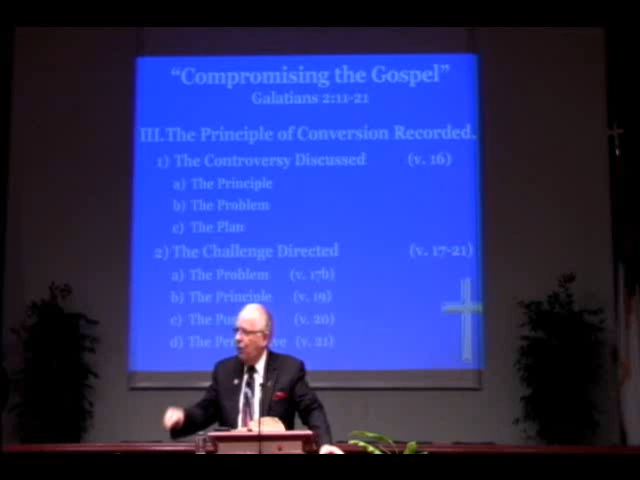 “Compromising the Gospel”
Galatians 2:11-21
III. The Principle of Conversion Recorded.
1) The Controversy Discussed (v. 16)
a) The Principle
b) The Problem
c) The Plan
2) The Challenge Directed (v. 17-21)
a) The Problem (v. 17b)
b) The Principle (v. 19)
c) The (v. 20)
d) The (v. 21)